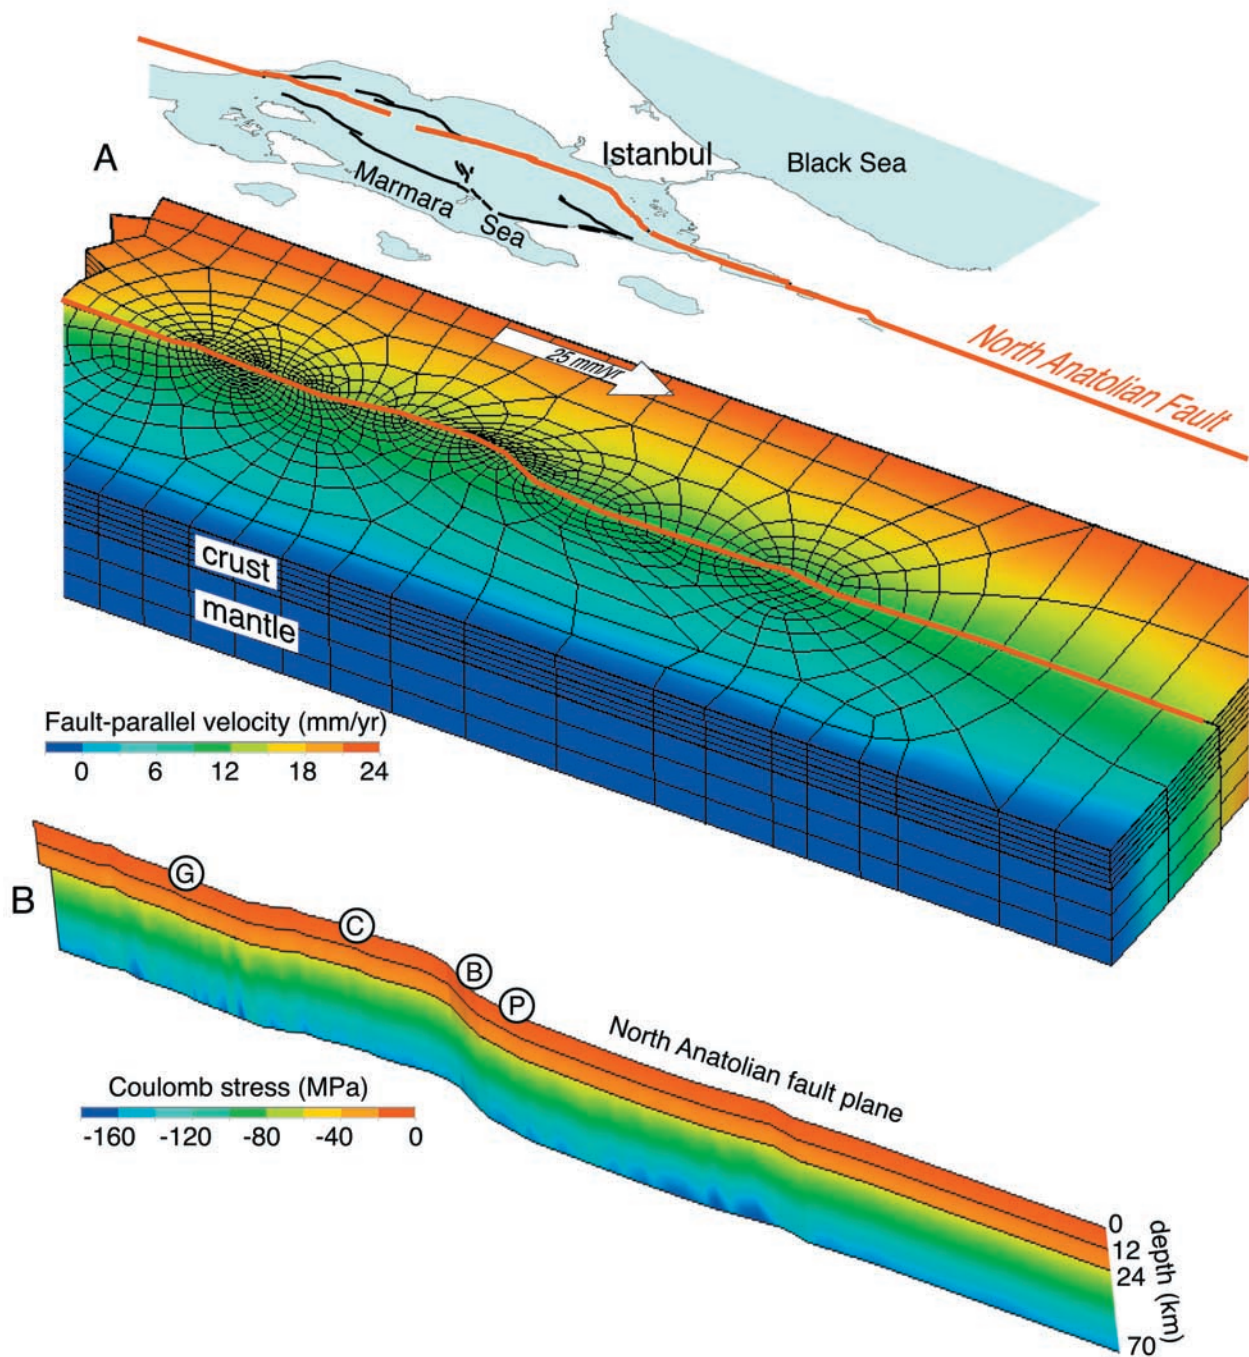 A
Istanbul
Black Sea
Marmara
Sea
North Anatolian Fault
25 mm/yr
crust
mantle
Fault-parallel velocity (mm/yr)
0 6 12 18 24
B
G
C
B
P
North Anatolian fault plane
Coulomb stress (MPa)
-160 -120 -80 -40 0
0
12
24
70
depth (km)